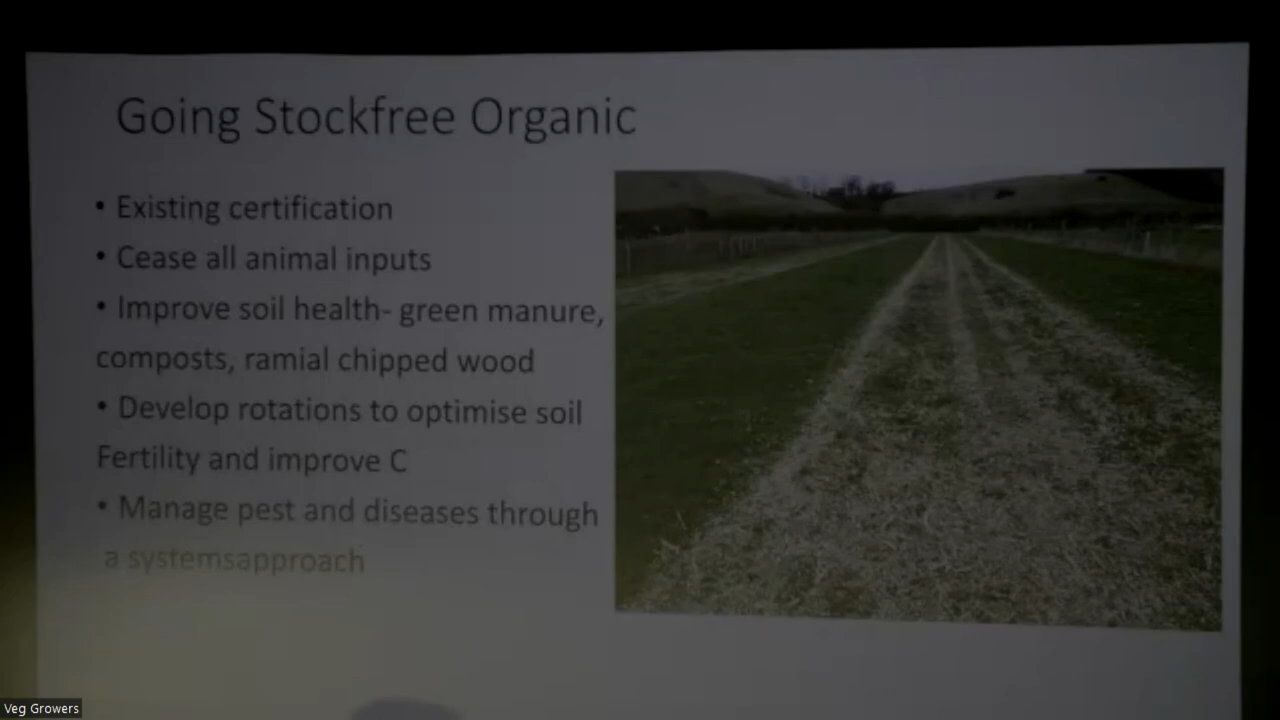 Going Stockfree Organic
• Existing certification
• Cease all animal inputs
• Improve soil health- green manure,
composts, ramial chipped wood
• Develop rotations to optimise soil
Fertility and improve C
• Manage pest and diseases through
a systemsapproach
Veg Growers